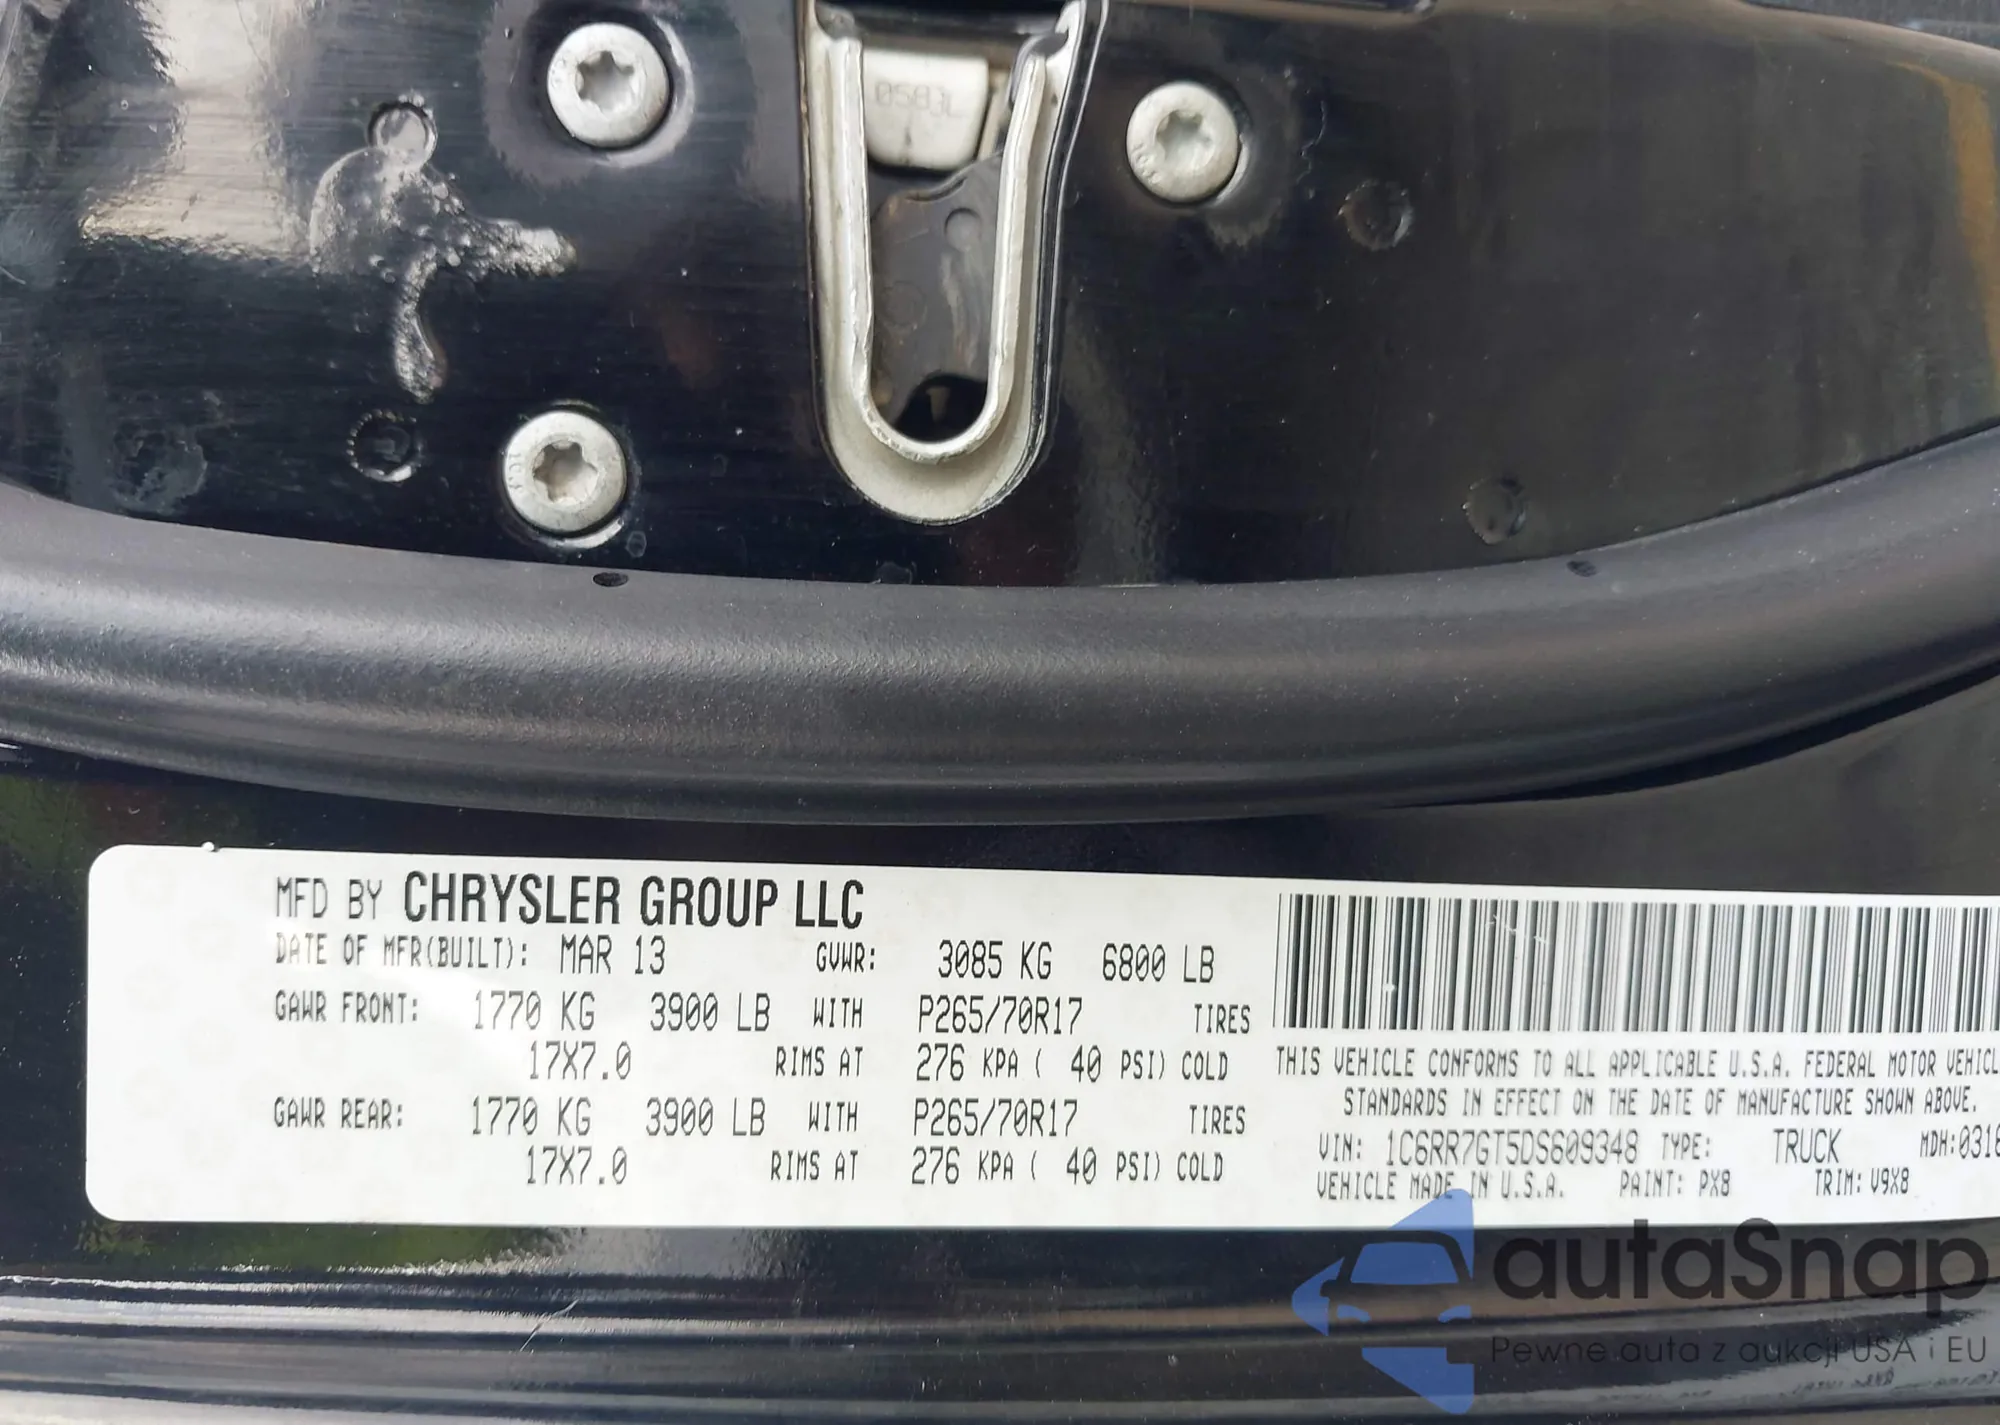 058JL
MFD BY CHRYSLER GROUP LLC
DATE OF MFR(BUILT): MAR 13 GVWR: 3085 KG 6800 LB
GAWR FRONT: 1770 KG 3900 LB WITH P265/70R17 TIRES
17X7.0 RIMS AT 276 KPA ( 40 PSI) COLD
GAWR REAR: 1770 KG 3900 LB WITH P265/70R17 TIRES
17X7.0 RIMS AT 276 KPA ( 40 PSI) COLD
THIS VEHICLE CONFORMS TO ALL APPLICABLE U.S.A. FEDERAL MOTOR VEHICL
STANDARDS IN EFFECT ON THE DATE OF MANUFACTURE SHOWN ABOVE.
VIN: 1C6RR7GT5DS609348 TYPE: TRUCK MDH:0318
VEHICLE MADE IN U.S.A. PAINT: PX8 TRIM: V9X8
autaSnap
Pewne auta z aukcji USA i EU